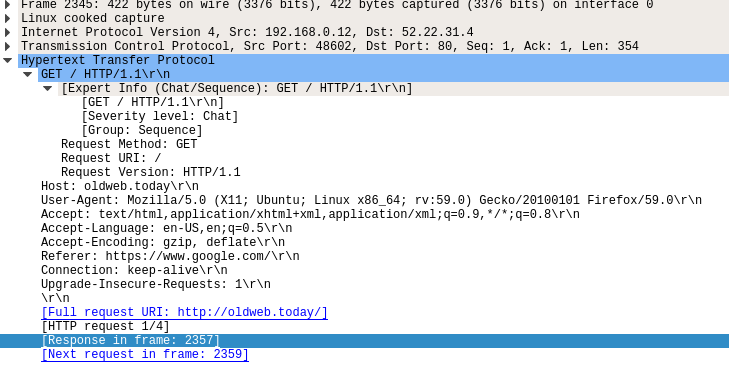 Frame 2345: 422 bytes on wire (3376 bits), 422 bytes captured (3376 bits) on interface 0
Linux cooked capture
Internet Protocol Version 4, Src: 192.168.0.12, Dst: 52.22.31.4
Transmission Control Protocol, Src Port: 48602, Dst Port: 80, Seq: 1, Ack: 1, Len: 354
Hypertext Transfer Protocol
GET / HTTP/1.1\r\n
[Expert Info (Chat/Sequence): GET / HTTP/1.1\r\n]
[GET / HTTP/1.1\r\n]
[Severity level: Chat]
[Group: Sequence]
Request Method: GET
Request URI: /
Request Version: HTTP/1.1
Host: oldweb.today\r\n
User-Agent: Mozilla/5.0 (X11; Ubuntu; Linux x86_64; rv:59.0) Gecko/20100101 Firefox/59.0\r\n
Accept: text/html,application/xhtml+xml,application/xml;q=0.9,*/*;q=0.8\r\n
Accept-Language: en-US,en;q=0.5\r\n
Accept-Encoding: gzip, deflate\r\n
Referer: https://www.google.com/\r\n
Connection: keep-alive\r\n
Upgrade-Insecure-Requests: 1\r\n
\r\n
[Full request URI: http://oldweb.today/]
[HTTP request 1/4]
[Response in frame: 2357]
[Next request in frame: 2359]